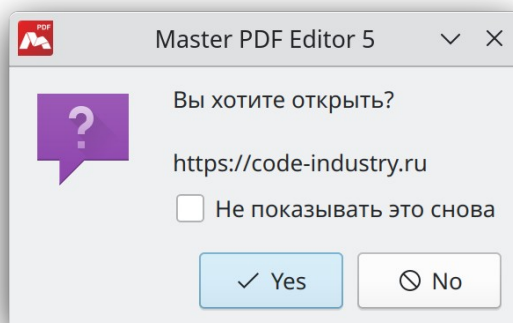 PDF
Master PDF Editor 5
Вы хотите открыть?
https://code-industry.ru
Не показывать это снова
Yes
No